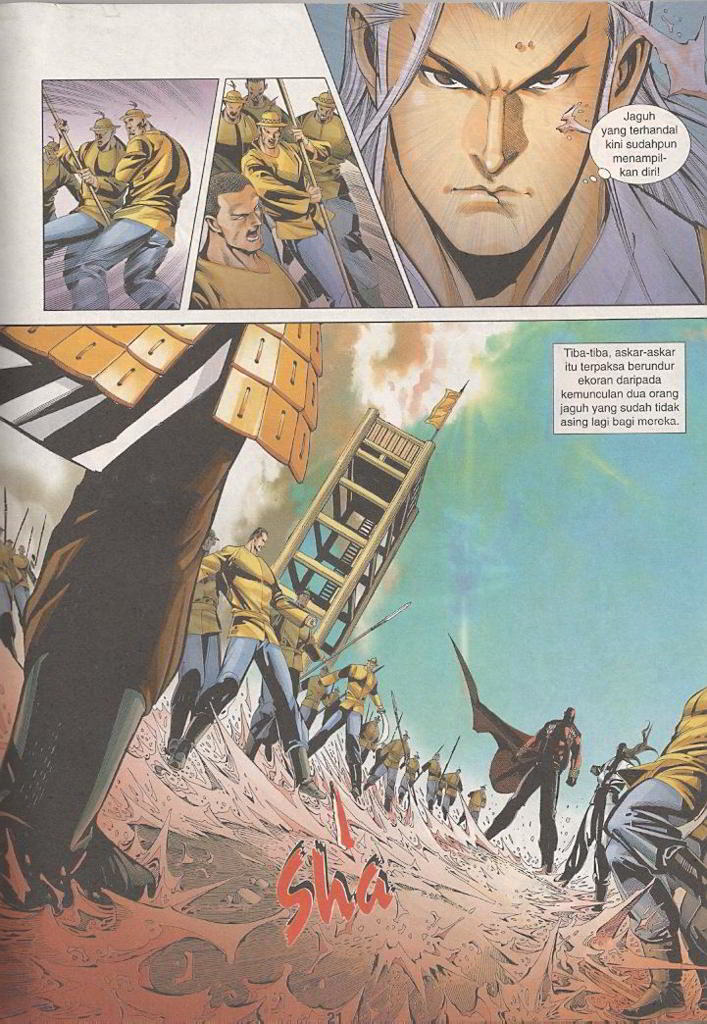 Jaguh
yang terhandal
kini sudahpun
menampil-
kan diri!
Tiba-tiba, askar-askar
itu terpaksa berundur
ekoran daripada
kemunculan dua orang
jaguh yang sudah tidak
asing lagi bagi mereka.
Sha
21